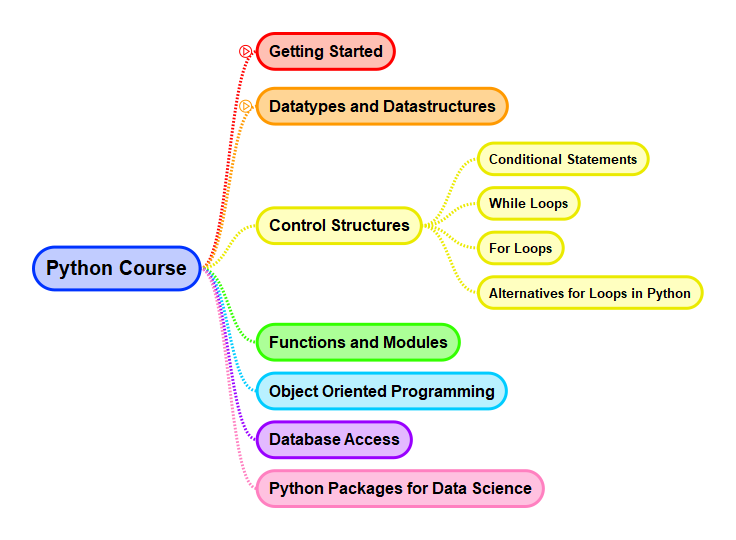 Getting Started
Datatypes and Datastructures
Conditional Statements
While Loops
Control Structures
For Loops
Python Course
Alternatives for Loops in Python
Functions and Modules
Object Oriented Programming
Database Access
Python Packages for Data Science